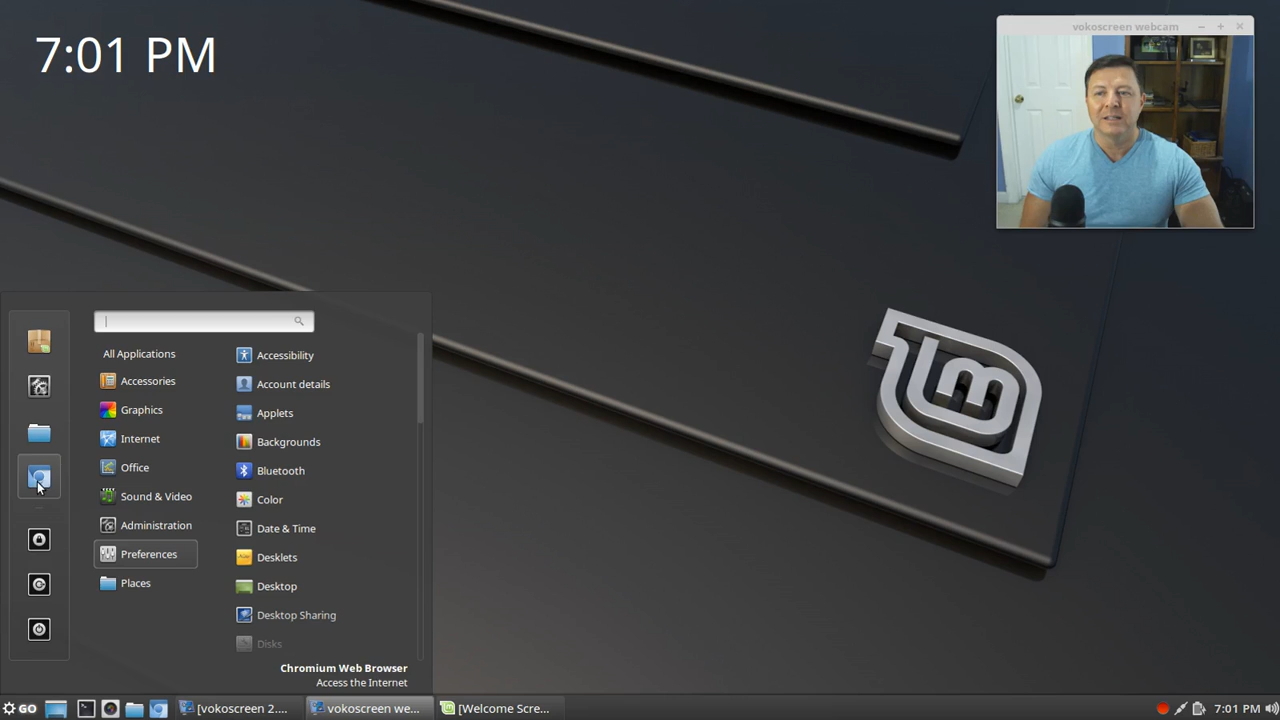 7:01 PM
vokoscreen webcam
All Applications
Accessories
Graphics
Internet
Office
Sound & Video
Administration
Preferences
Places
Accessibility
Account details
Applets
Backgrounds
Bluetooth
Color
Date & Time
Desklets
Desktop
Desktop Sharing
Disks
Chromium Web Browser
Access the Internet
GO
[vokoscreen 2....
vokoscreen we...
[Welcome Scre...
7:01 PM